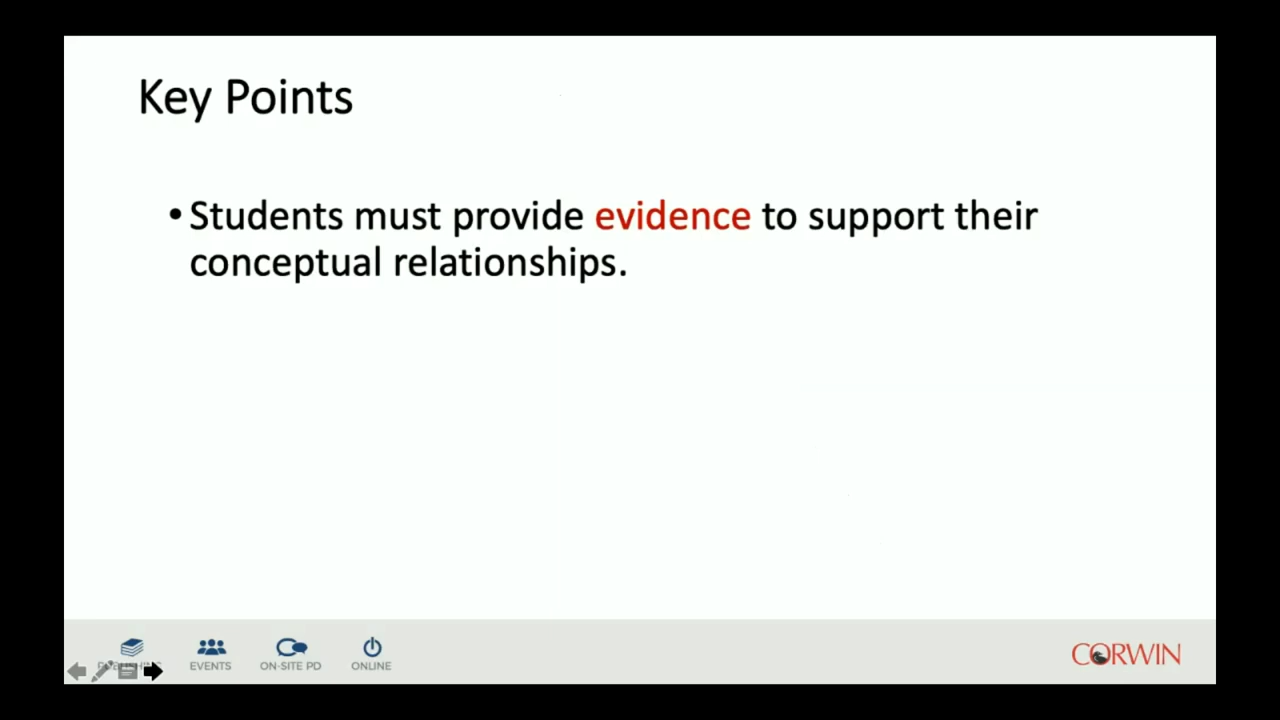 Key Points
• Students must provide evidence to support their
conceptual relationships.
EVENTS
ON-SITE PD
ONLINE
CORWIN